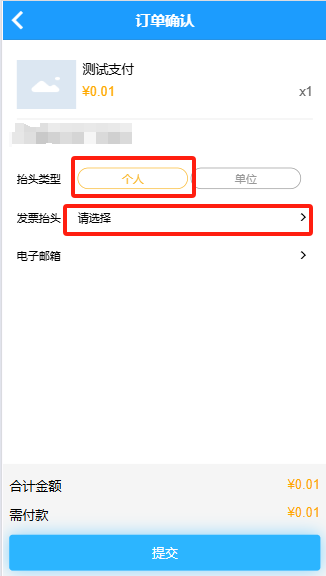 订单确认
测试支付
¥0.01 x1
抬头类型 个人 单位
发票抬头 请选择
电子邮箱
合计金额 ¥0.01
需付款 ¥0.01
提交